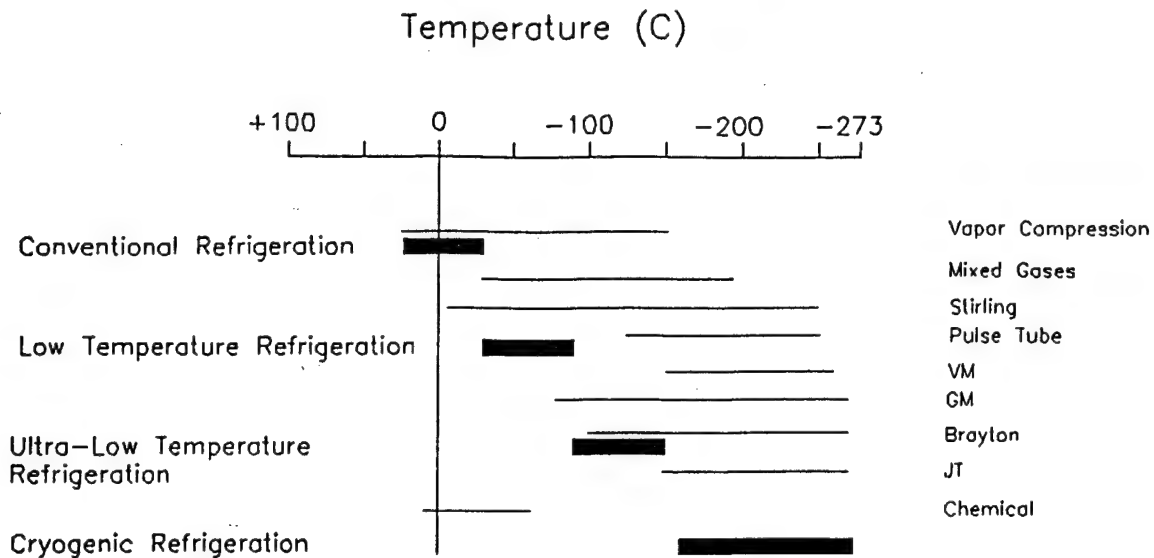 Temperature (C)
+100 0 -100 -200 -273
Vapor Compression
Conventional Refrigeration
Mixed Gases
Stirling
Pulse Tube
Low Temperature Refrigeration
VM
GM
Brayton
Ultra-Low Temperature
Refrigeration
JT
Chemical
Cryogenic Refrigeration